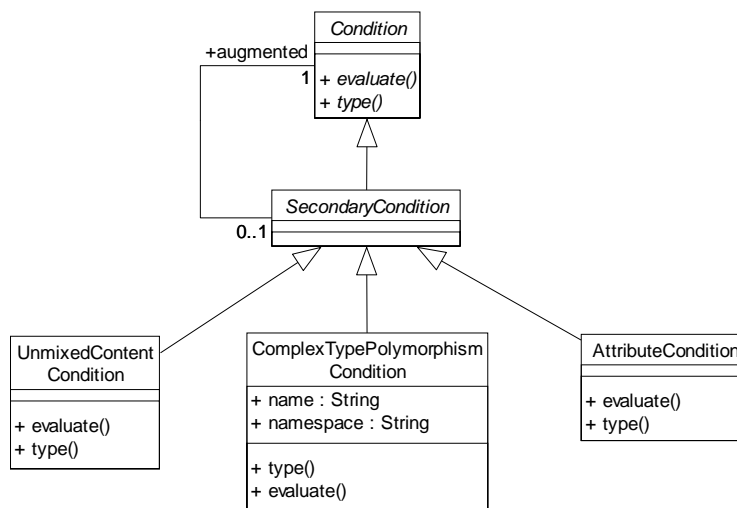 Condition
+augmented
1
+ evaluate()
+ type()
SecondaryCondition
0..1
UnmixedContent
Condition
+ evaluate()
+ type()
ComplexTypePolymorphism
Condition
+ name : String
+ namespace : String
+ type()
+ evaluate()
AttributeCondition
+ evaluate()
+ type()